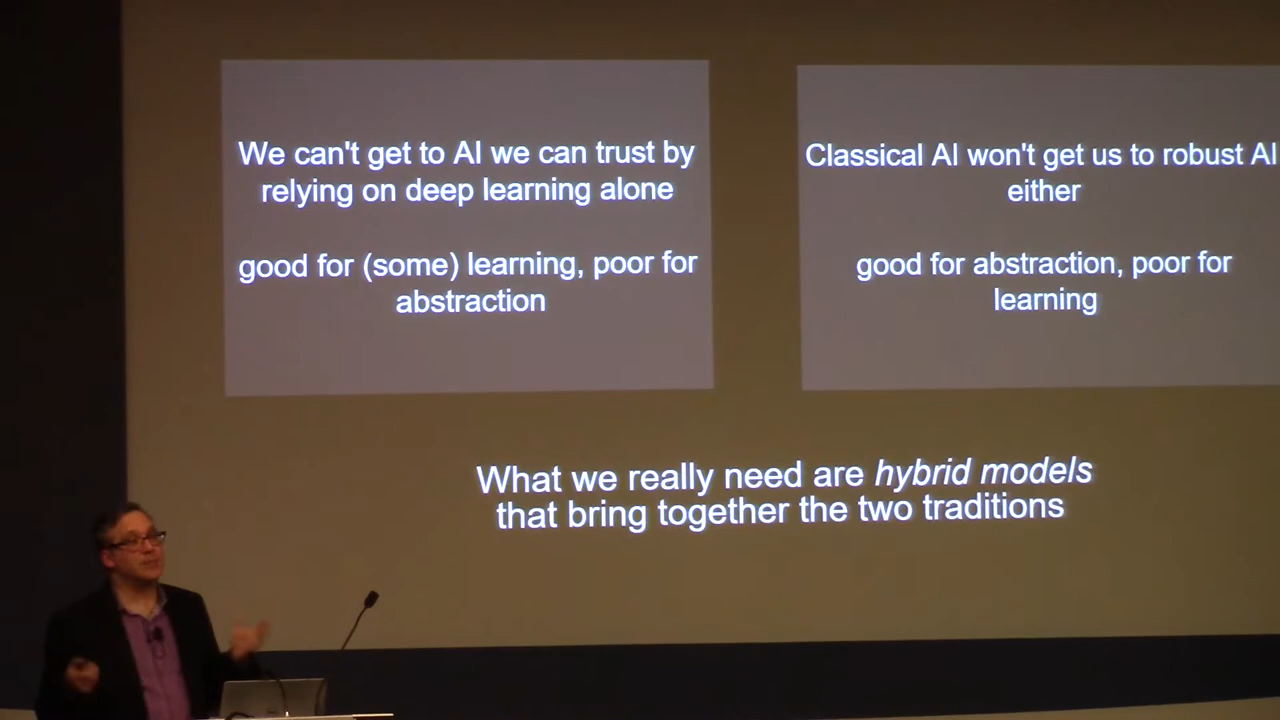 We can't get to AI we can trust by
relying on deep learning alone
good for (some) learning, poor for
abstraction
Classical AI won't get us to robust AI
either
good for abstraction, poor for
learning
What we really need are hybrid models
that bring together the two traditions